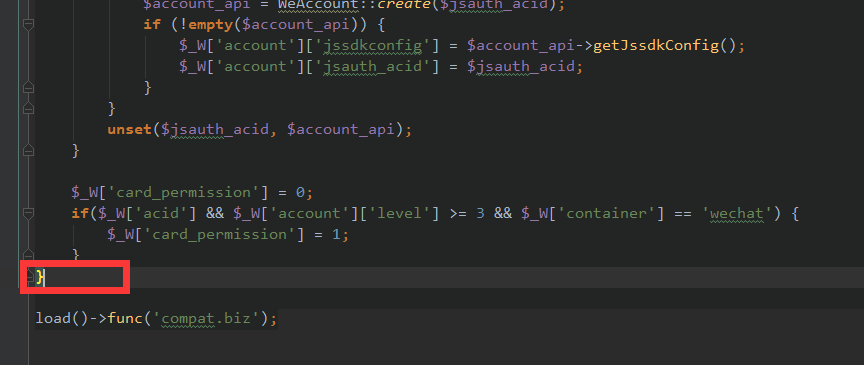 $account_api = WeAccount::create($jsauth_acid);
if (!empty($account_api)) {
$_W['account']['jssdkconfig'] = $account_api->getJssdkConfig();
$_W['account']['jsauth_acid'] = $jsauth_acid;
}
}
unset($jsauth_acid, $account_api);
}
$_W['card_permission'] = 0;
if($_W['acid'] && $_W['account']['level'] >= 3 && $_W['container'] == 'wechat') {
$_W['card_permission'] = 1;
}
}
load()->func('compat.biz');